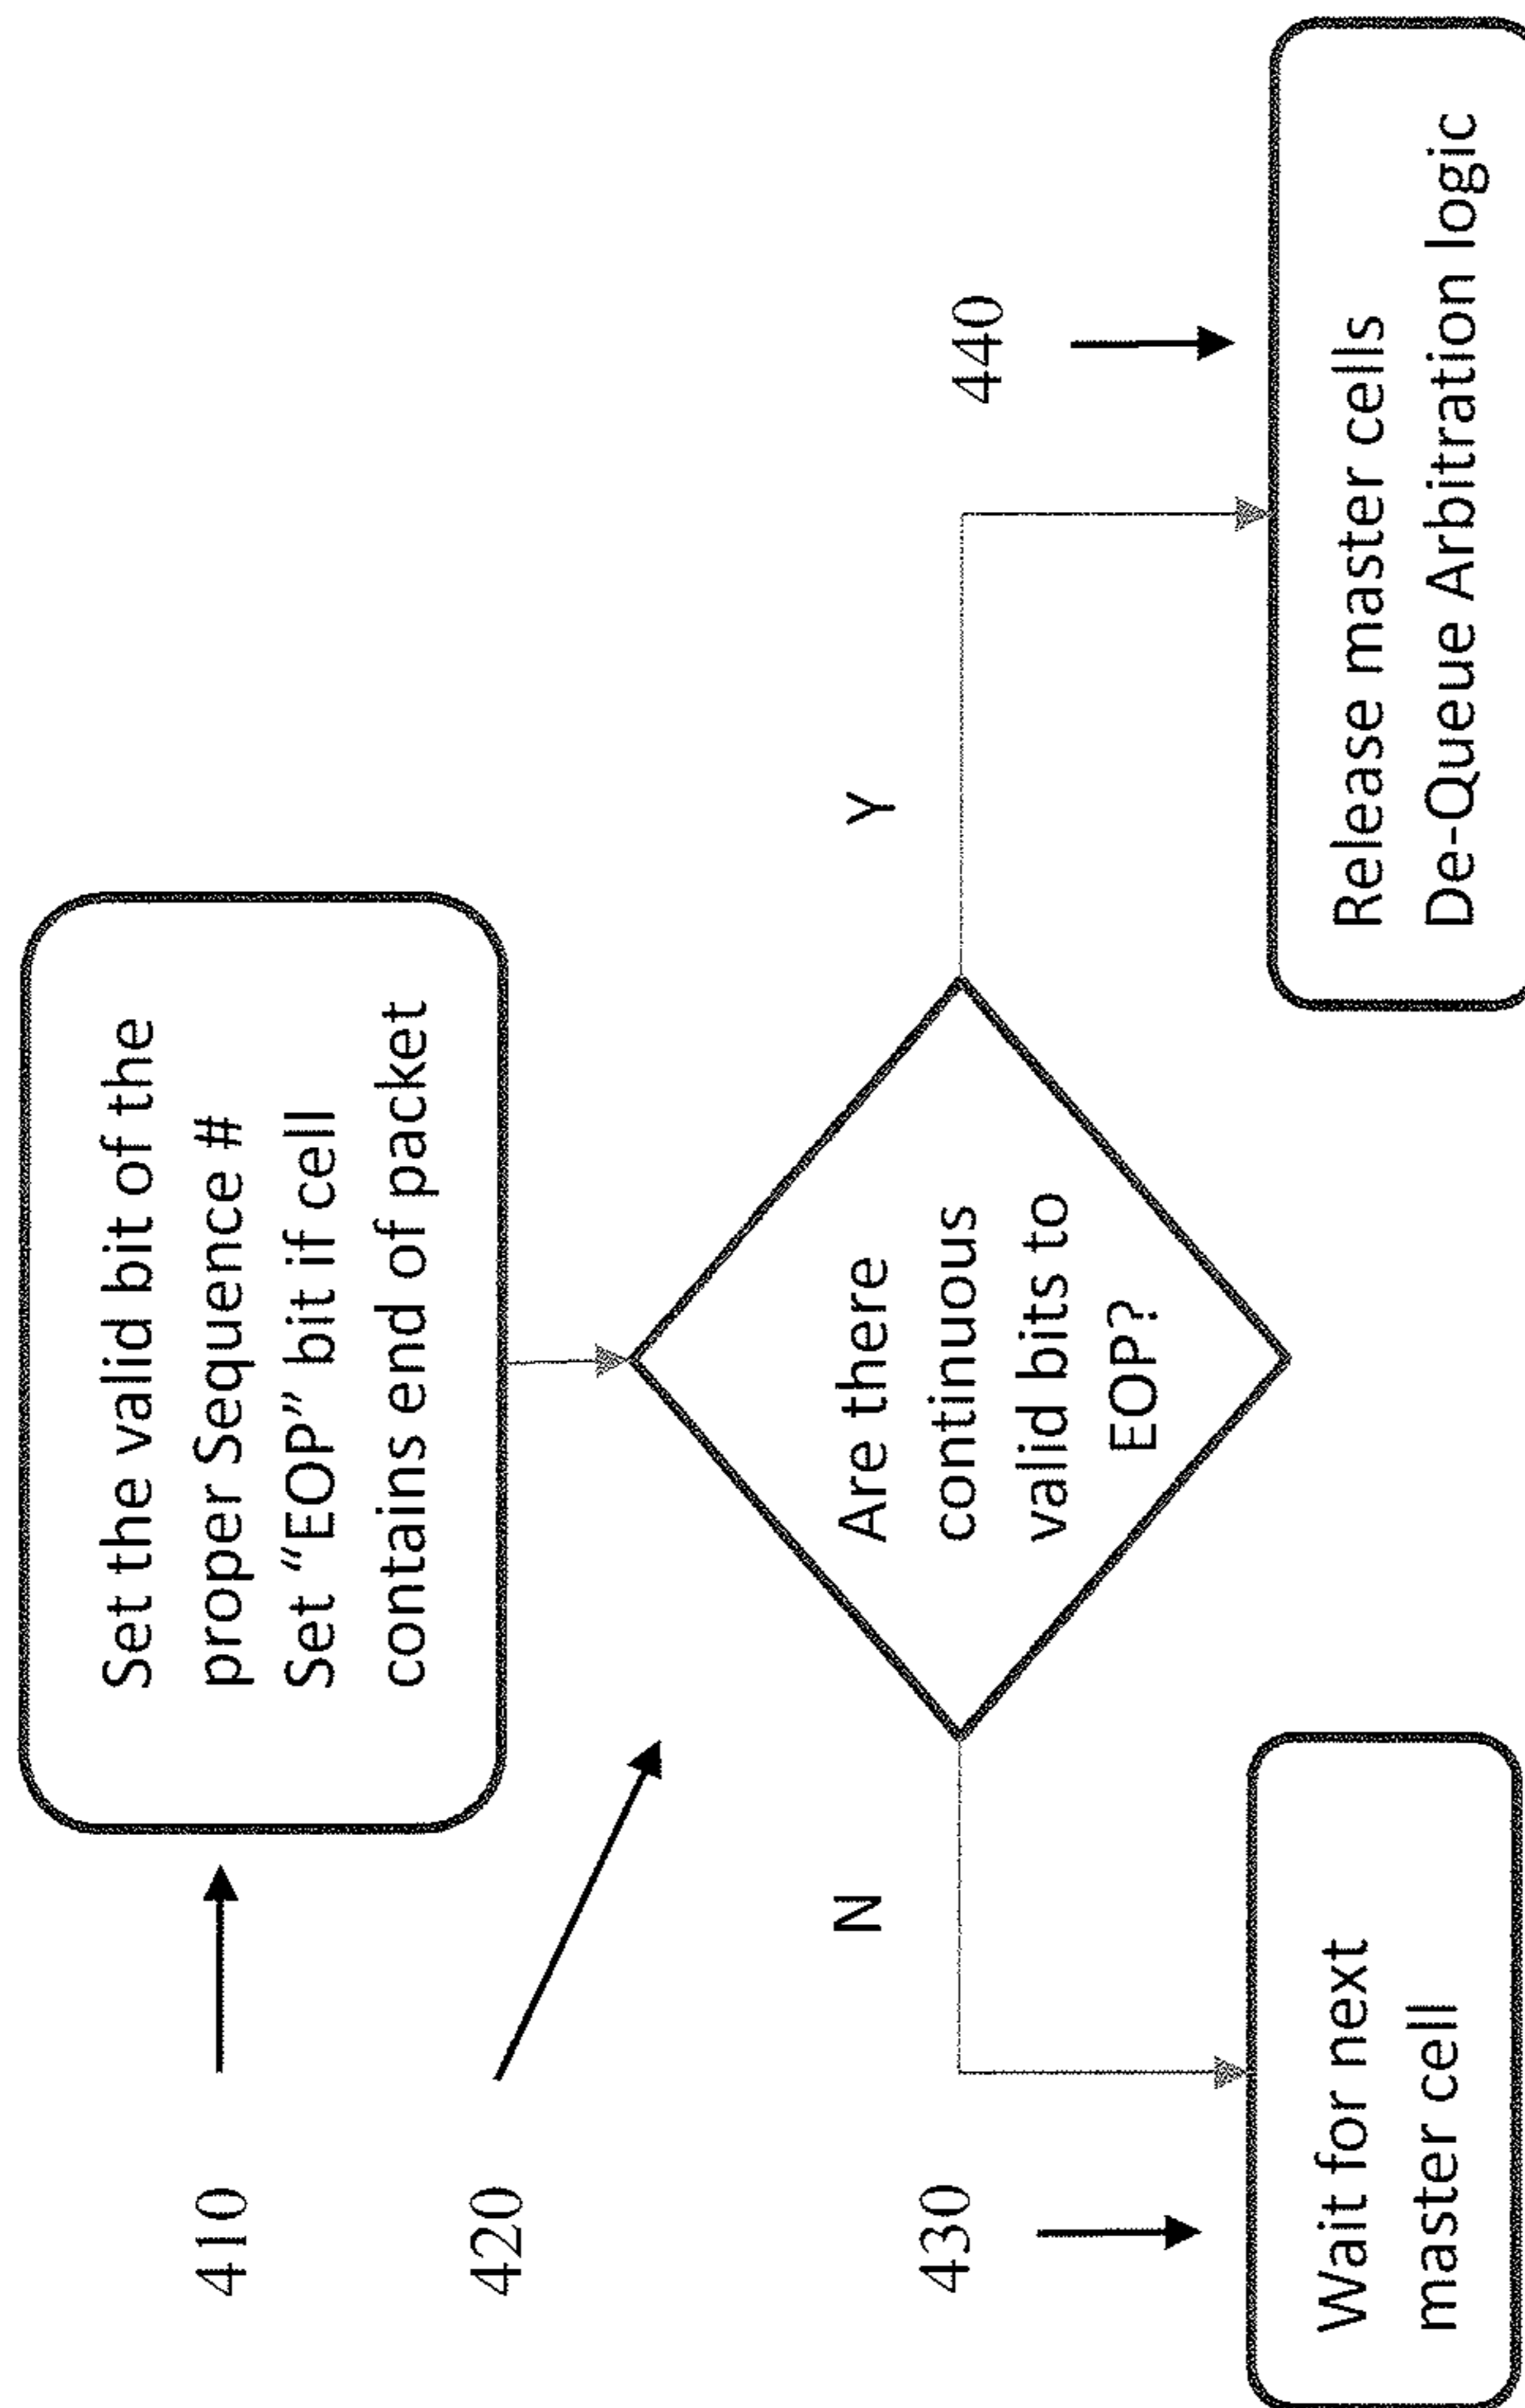 410
Set the valid bit of the
proper Sequence #
Set “EOP” bit if cell
contains end of packet
420
Are there
continuous
valid bits to
EOP?
N
Y
430
Wait for next
master cell
440
Release master cells
De-Queue Arbitration logic